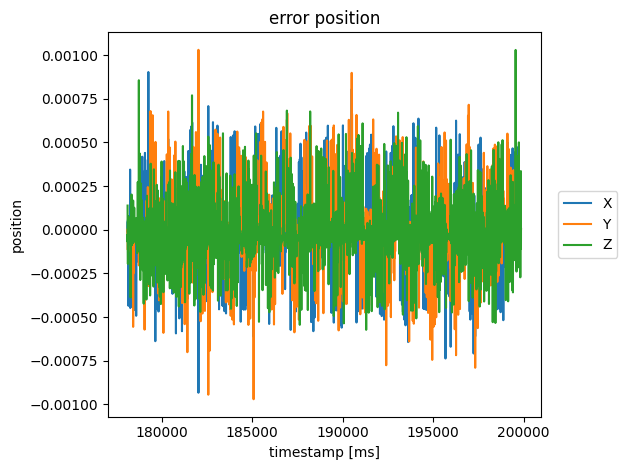 error position
0.00100
0.00075
0.00050
0.00025
0.00000
−0.00025
−0.00050
−0.00075
−0.00100
position
180000 185000 190000 195000 200000
timestamp [ms]
X
Y
Z